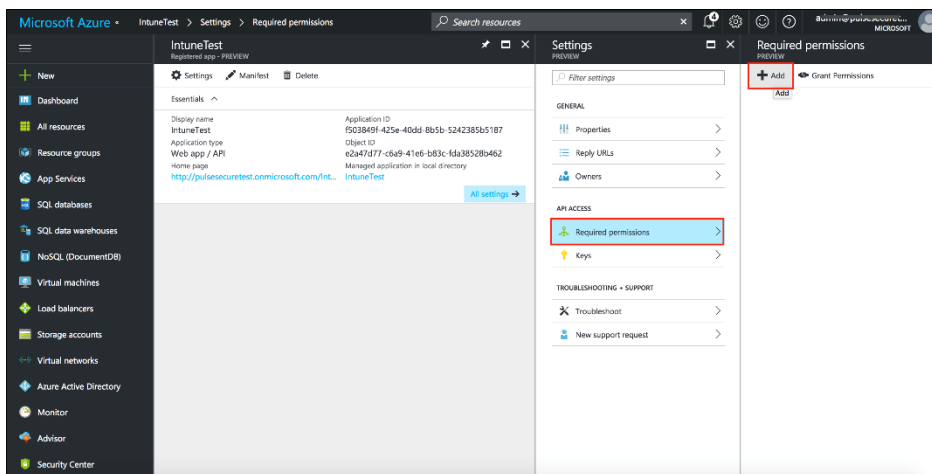 Microsoft Azure
IntuneTest > Settings > Required permissions
Search resources
MICROSOFT
New
Dashboard
All resources
Resource groups
App Services
SQL databases
SQL data warehouses
NoSQL (DocumentDB)
Virtual machines
Load balancers
Storage accounts
Virtual networks
Azure Active Directory
Monitor
Advisor
Security Center
IntuneTest
Registered app - PREVIEW
Settings Manifest Delete
Essentials
Display name
IntuneTest
Application type
Web app / API
Home page
http://pulsesecuretest.onmicrosoft.com/Int...
Application ID
f503849f-425e-40dd-8b5b-5242385b5187
Object ID
e2a47d77-c6a9-41e6-b83c-fda38528b462
Managed application in local directory
IntuneTest
All settings →
Settings
PREVIEW
Filter settings
GENERAL
Properties
Reply URLs
Owners
API ACCESS
Required permissions
Keys
TROUBLESHOOTING + SUPPORT
Troubleshoot
New support request
Required permissions
PREVIEW
Add Grant Permissions
Add